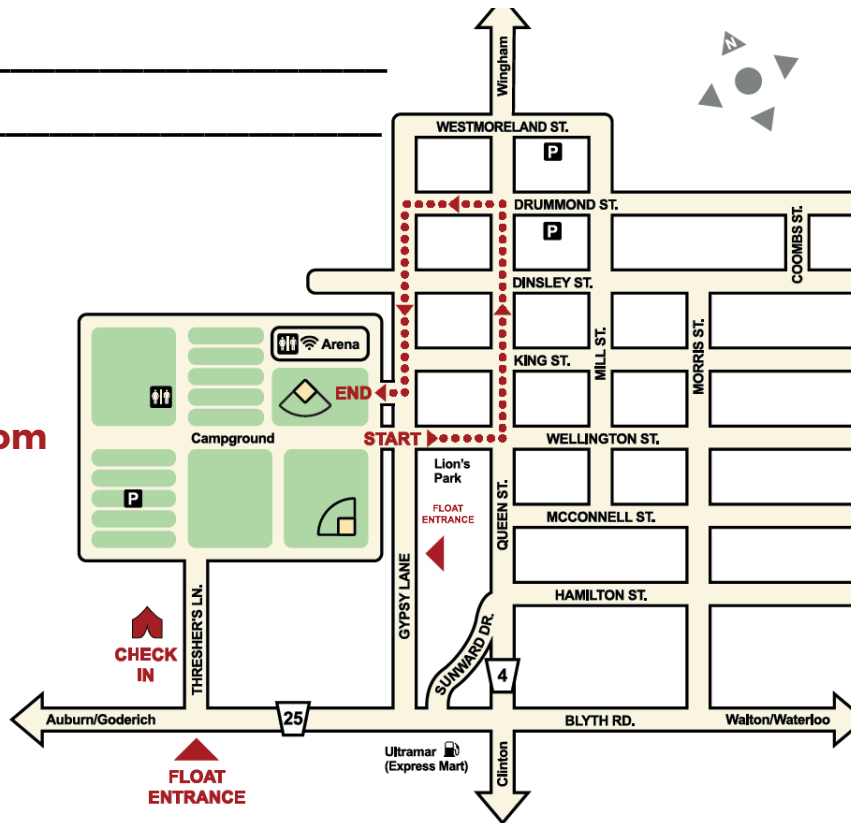 Wingham
N
WESTMORELAND ST.
P
DRUMMOND ST.
P
COOMBS ST.
DINSLEY ST.
MILL ST.
MORRIS ST.
Arena
KING ST.
END
om
Campground
START
WELLINGTON ST.
Lion's
Park
P
FLOAT
ENTRANCE
QUEEN ST.
MCCONNELL ST.
GYPSY LANE
THRESHER'S LN.
HAMILTON ST.
SUNWARD DR.
CHECK
IN
4
Auburn/Goderich
25
BLYTH RD.
Walton/Waterloo
Ultramar
(Express Mart)
Clinton
FLOAT
ENTRANCE